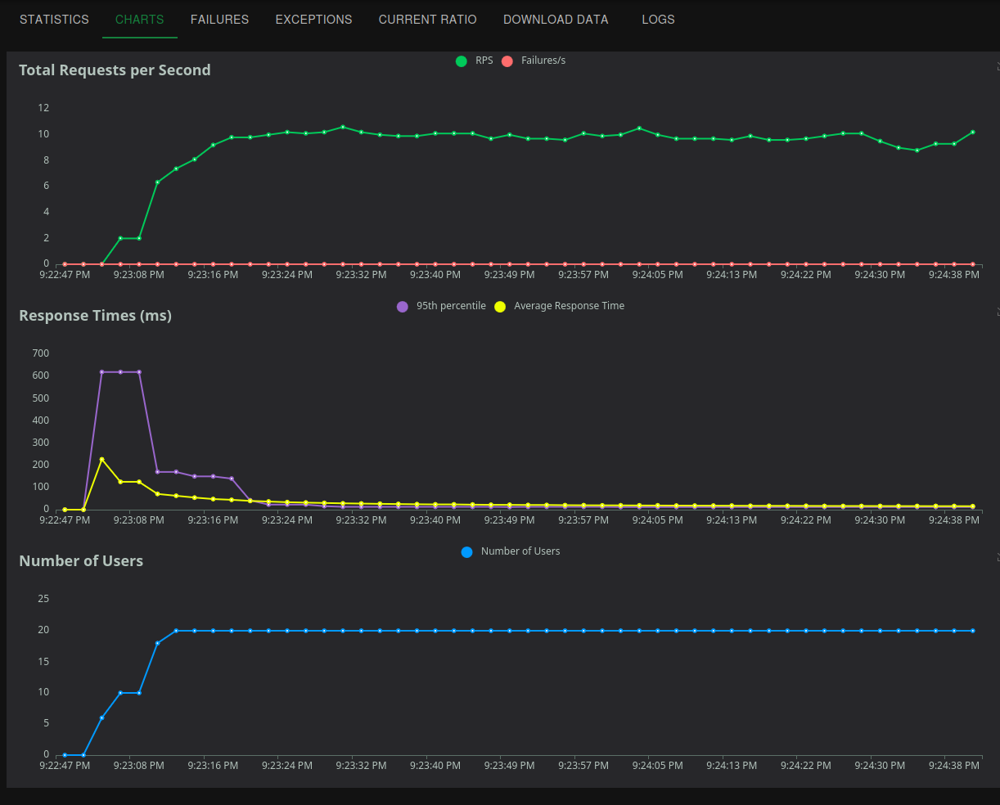 STATISTICS CHARTS FAILURES EXCEPTIONS CURRENT RATIO DOWNLOAD DATA LOGS
Total Requests per Second
RPS Failures/s
12
10
8
6
4
2
0
9:22:47 PM 9:23:08 PM 9:23:16 PM 9:23:24 PM 9:23:32 PM 9:23:40 PM 9:23:49 PM 9:23:57 PM 9:24:05 PM 9:24:13 PM 9:24:22 PM 9:24:30 PM 9:24:38 PM
Response Times (ms)
95th percentile Average Response Time
700
600
500
400
300
200
100
0
9:22:47 PM 9:23:08 PM 9:23:16 PM 9:23:24 PM 9:23:32 PM 9:23:40 PM 9:23:49 PM 9:23:57 PM 9:24:05 PM 9:24:13 PM 9:24:22 PM 9:24:30 PM 9:24:38 PM
Number of Users
Number of Users
25
20
15
10
5
0
9:22:47 PM 9:23:08 PM 9:23:16 PM 9:23:24 PM 9:23:32 PM 9:23:40 PM 9:23:49 PM 9:23:57 PM 9:24:05 PM 9:24:13 PM 9:24:22 PM 9:24:30 PM 9:24:38 PM